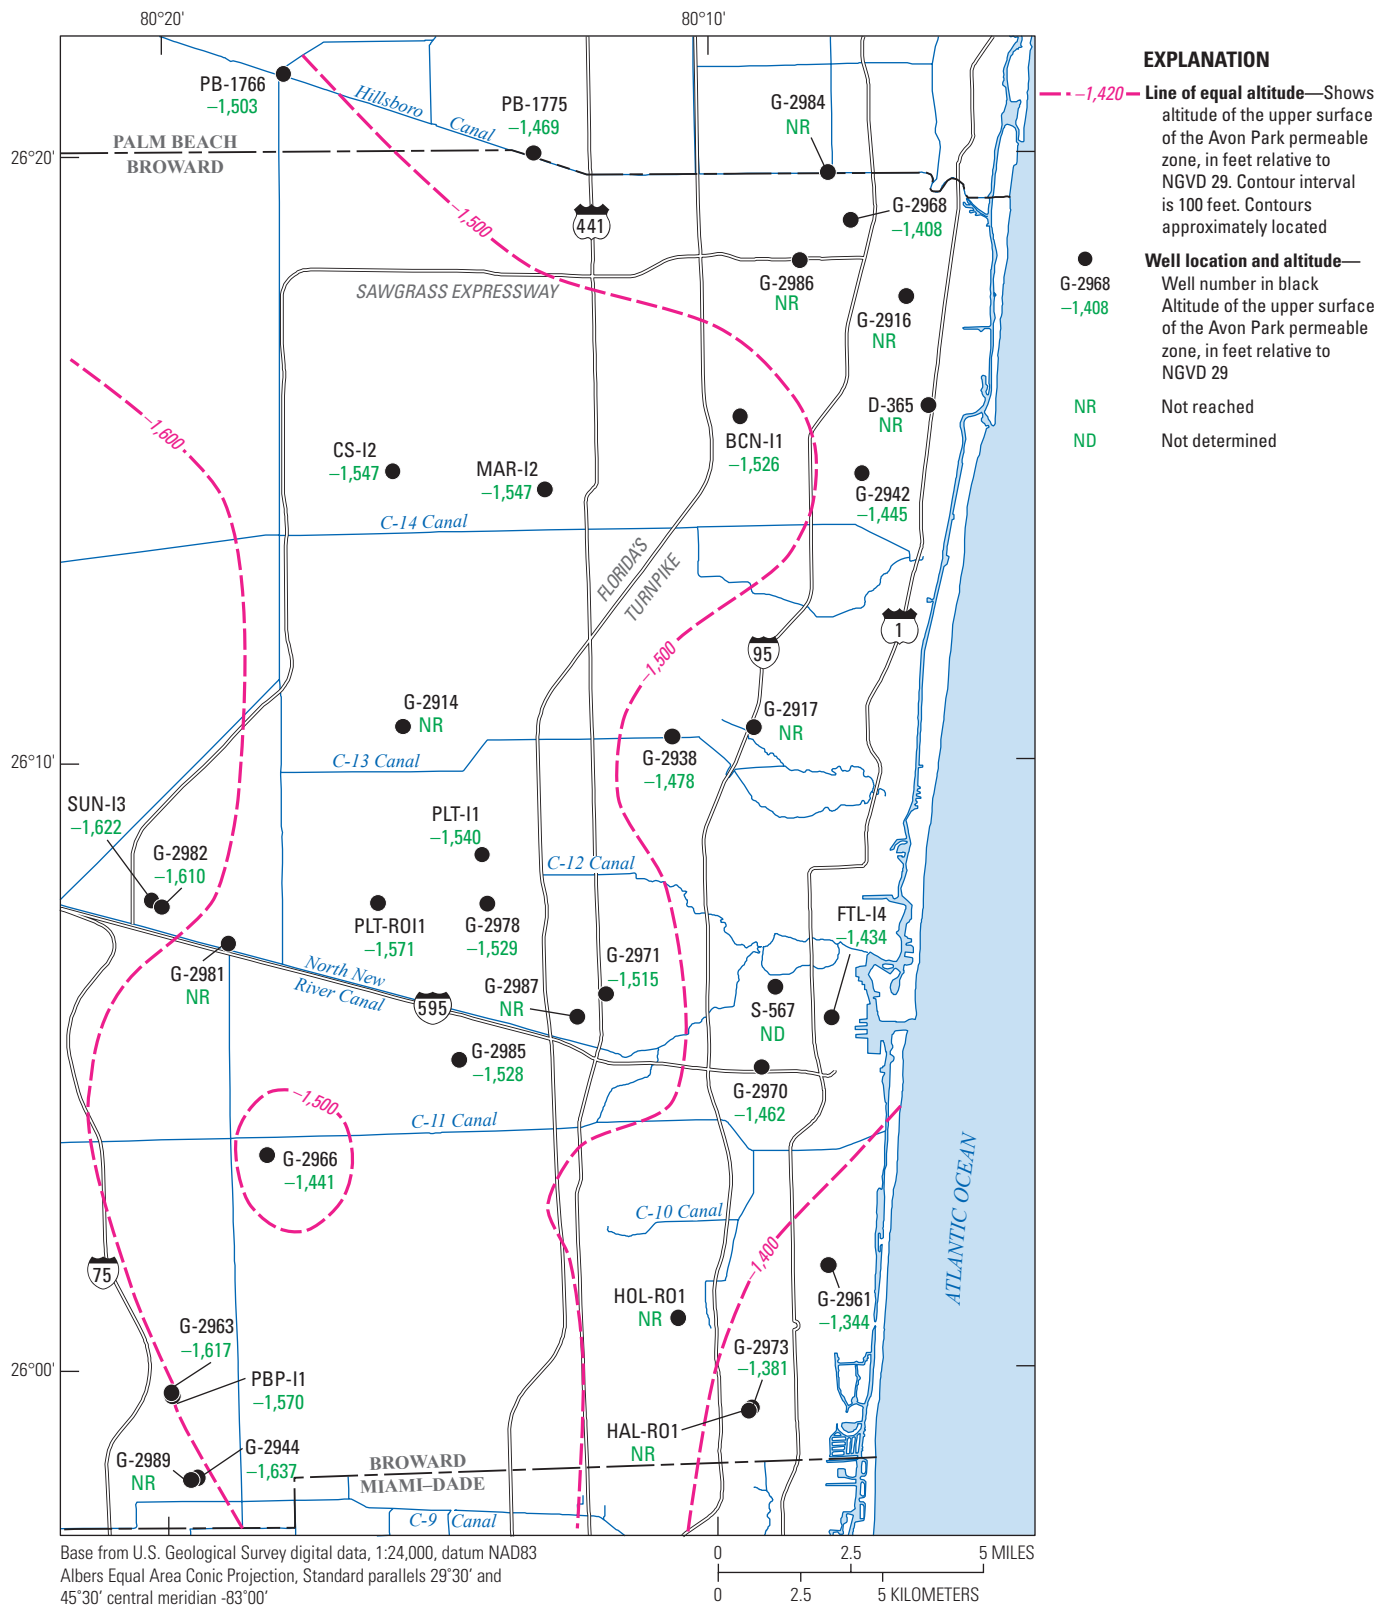 80°20'
80°10'
PB-1766
–1,503
Hillsboro
Canal
PB-1775
–1,469
G-2984
NR
26°20'
PALM BEACH
BROWARD
–1,500
441
G-2968
–1,408
SAWGRASS EXPRESSWAY
G-2986
NR
G-2916
NR
–1,600
D-365
NR
BCN-I1
–1,526
CS-I2
–1,547
MAR-I2
–1,547
G-2942
–1,445
C-14 Canal
FLORIDA'S
TURNPIKE
1
–1,500
95
G-2914
NR
G-2917
NR
G-2938
–1,478
C-13 Canal
26°10'
SUN-I3
–1,622
PLT-I1
–1,540
G-2982
–1,610
C-12 Canal
PLT-ROI1
–1,571
G-2978
–1,529
FTL-I4
–1,434
G-2981
NR
North New
River Canal
G-2971
–1,515
G-2987
NR
595
S-567
ND
G-2985
–1,528
G-2970
–1,462
–1,500
C-11 Canal
G-2966
–1,441
C-10 Canal
–1,400
ATLANTIC OCEAN
75
HOL-RO1
NR
G-2961
–1,344
G-2963
–1,617
G-2973
–1,381
26°00'
PBP-I1
–1,570
HAL-RO1
NR
G-2989
NR
G-2944
–1,637
BROWARD
MIAMI–DADE
C-9 Canal
EXPLANATION
–1,420
Line of equal altitude—Shows
altitude of the upper surface
of the Avon Park permeable
zone, in feet relative to
NGVD 29. Contour interval
is 100 feet. Contours
approximately located
Well location and altitude—
G-2968 Well number in black
–1,408 Altitude of the upper surface
of the Avon Park permeable
zone, in feet relative to
NGVD 29
NR Not reached
ND Not determined
Base from U.S. Geological Survey digital data, 1:24,000, datum NAD83
Albers Equal Area Conic Projection, Standard parallels 29°30' and
45°30' central meridian -83°00'
0 2.5 5 MILES
0 2.5 5 KILOMETERS